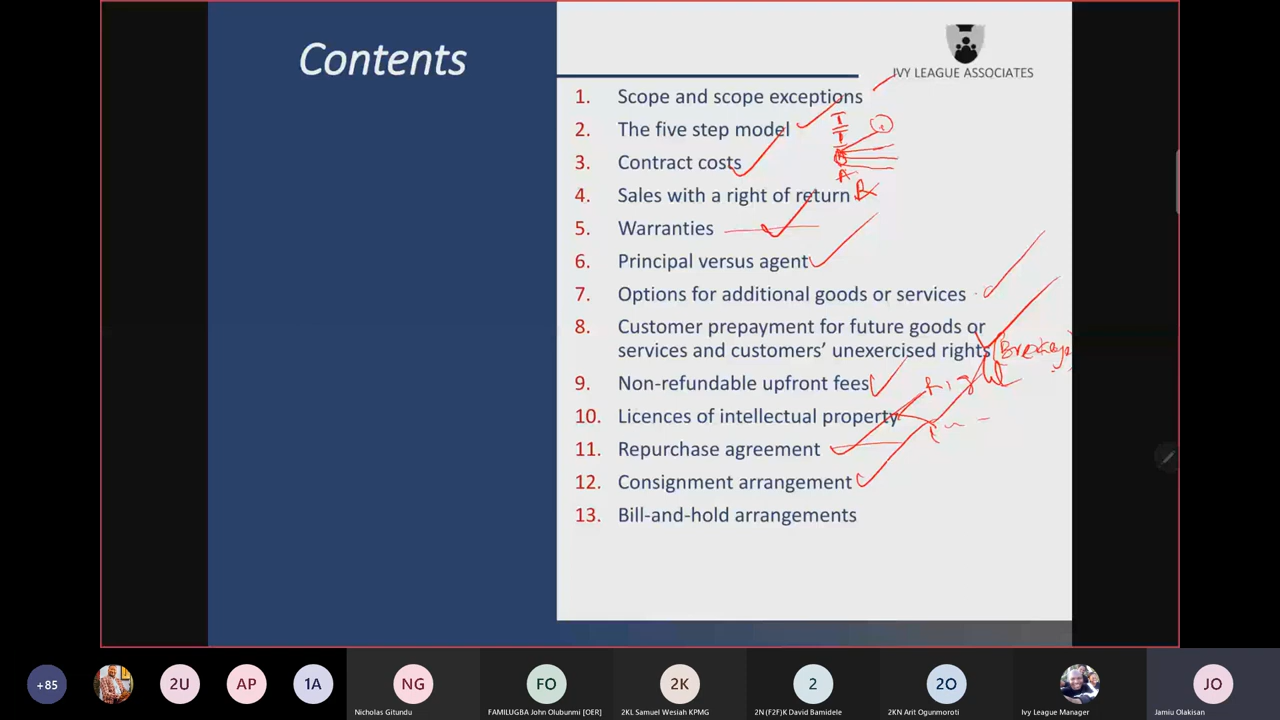 Contents
IVY LEAGUE ASSOCIATES
1. Scope and scope exceptions
2. The five step model
3. Contract costs
4. Sales with a right of return
5. Warranties
6. Principal versus agent
7. Options for additional goods or services
8. Customer prepayment for future goods or
services and customers' unexercised rights
9. Non-refundable upfront fees
10. Licences of intellectual property
11. Repurchase agreement
12. Consignment arrangement
13. Bill-and-hold arrangements
+85
2U
AP
1A
NG
FO
2K
2
2O
JO
Nicholas Gitundu
FAMILUGBA John Olubunmi [OER]
2KL Samuel Wesiah KPMG
2N (F2F)K David Bamidele
2KN Arit Ogunmoroti
Ivy League Manager
Jamiu Olakisan